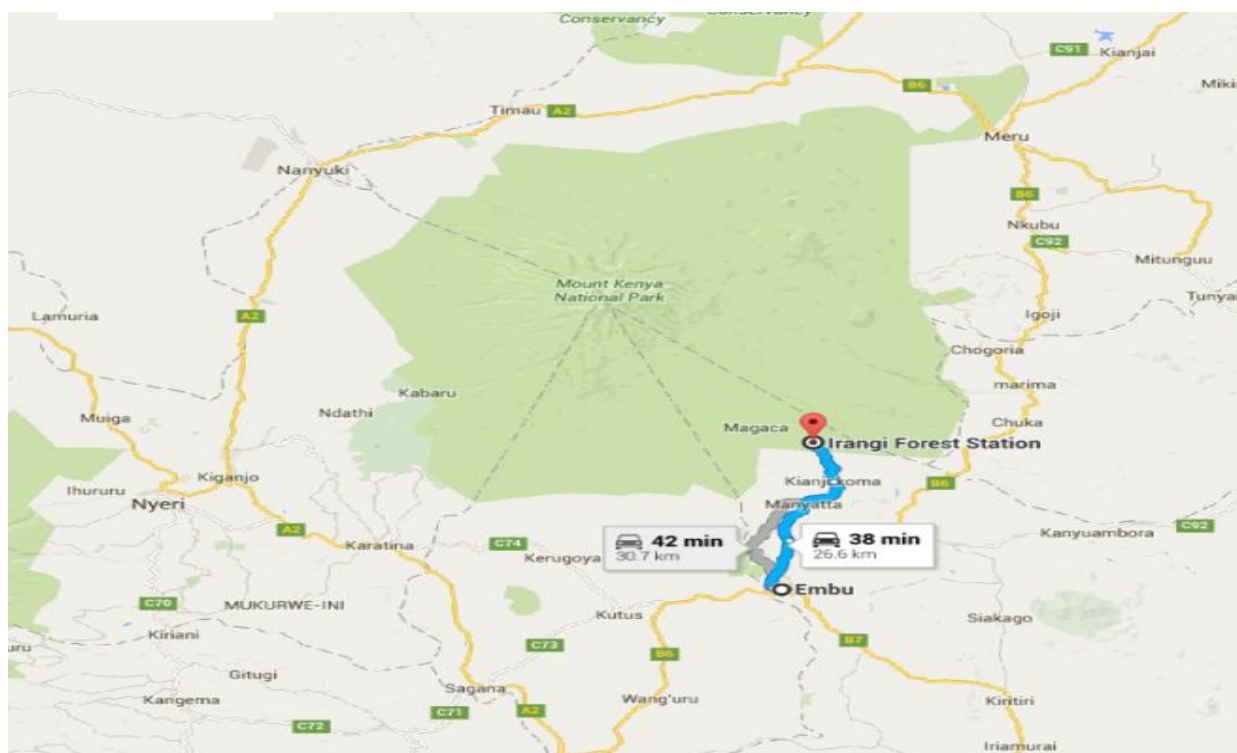 Conservancy
Conservancy
C91
Kianjai
B6
Timau
A2
Meru
Nanyuki
B6
Nkubu
C92
Mitunguu
Mount Kenya
National Park
Lamuria
A2
Igoji
Chogoria
Kabaru
marima
Ndathi
Muiga
Magaca
Chuka
Irangi Forest Station
Kiganjo
Kianjokoma
B6
Ihururu
Nyeri
Manyatta
A2
Kanyuambora
C92
42 min
30.7 km
38 min
26.6 km
Karatina
C74
Kerugoya
Embu
C70
MUKURWE-INI
Kutus
Siakago
Kiriani
C73
B7
Gitugi
B6
Sagana
Kangema
C71
A2
Wang'uru
Kiritiri
C72
Iriamurai